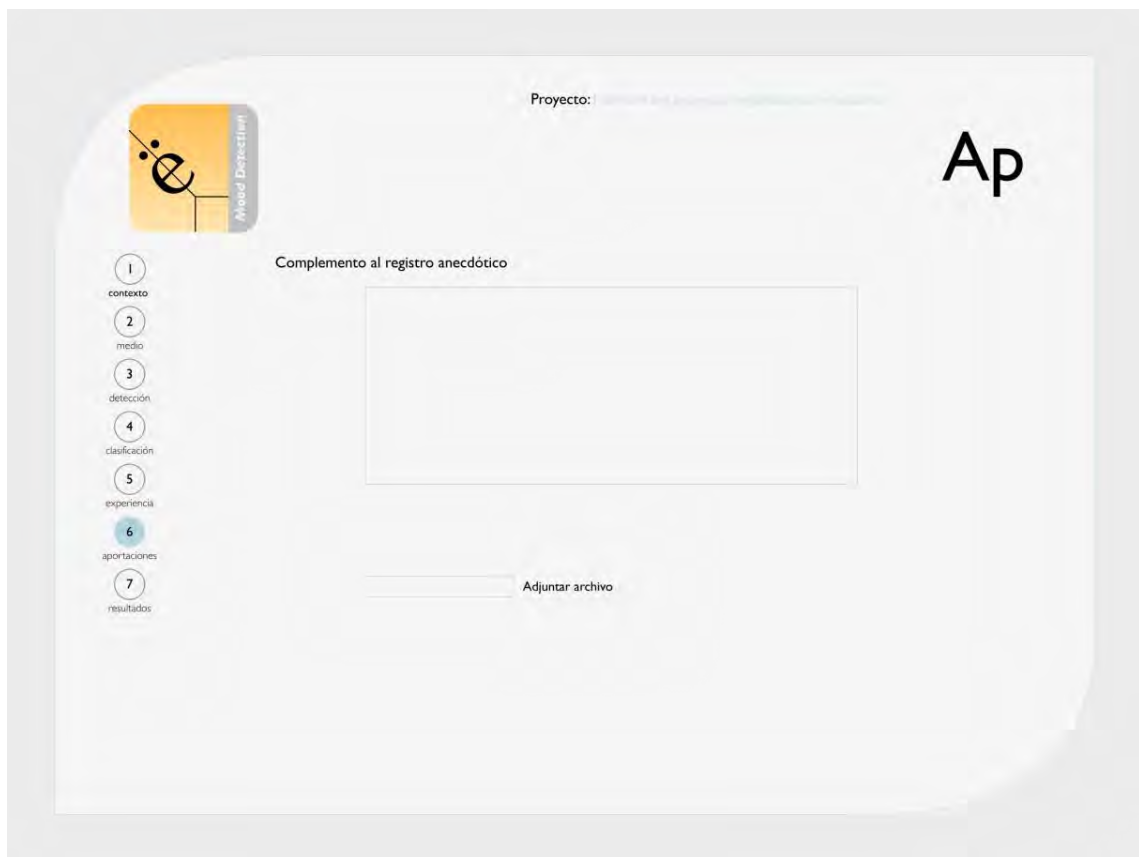 Proyecto:
Ap
ë
Mood Detection
Complemento al registro anecdótico
1
contexto
2
medio
3
detección
4
clasificación
5
experiencia
6
aportaciones
7
resultados
Adjuntar archivo